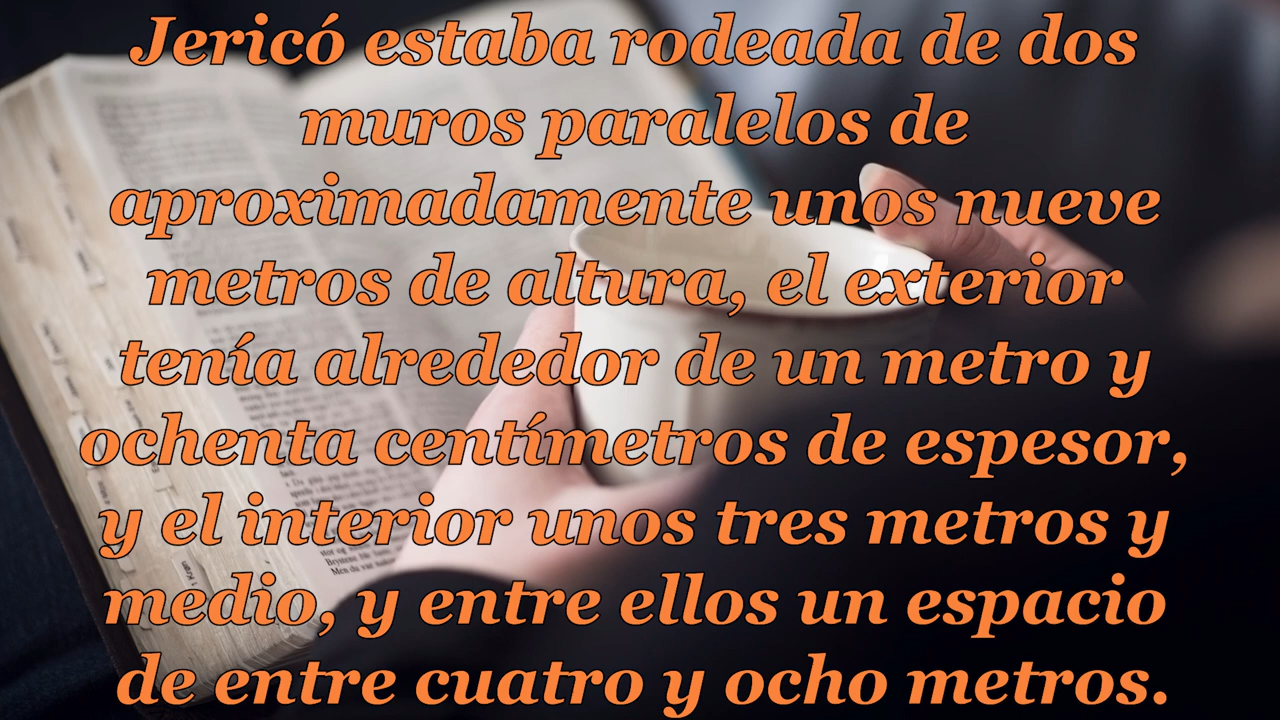 Jericó estaba rodeada de dos
muros paralelos de
aproximadamente unos nueve
metros de altura, el exterior
tenía alrededor de un metro y
ochenta centímetros de espesor,
y el interior unos tres metros y
medio, y entre ellos un espacio
de entre cuatro y ocho metros.